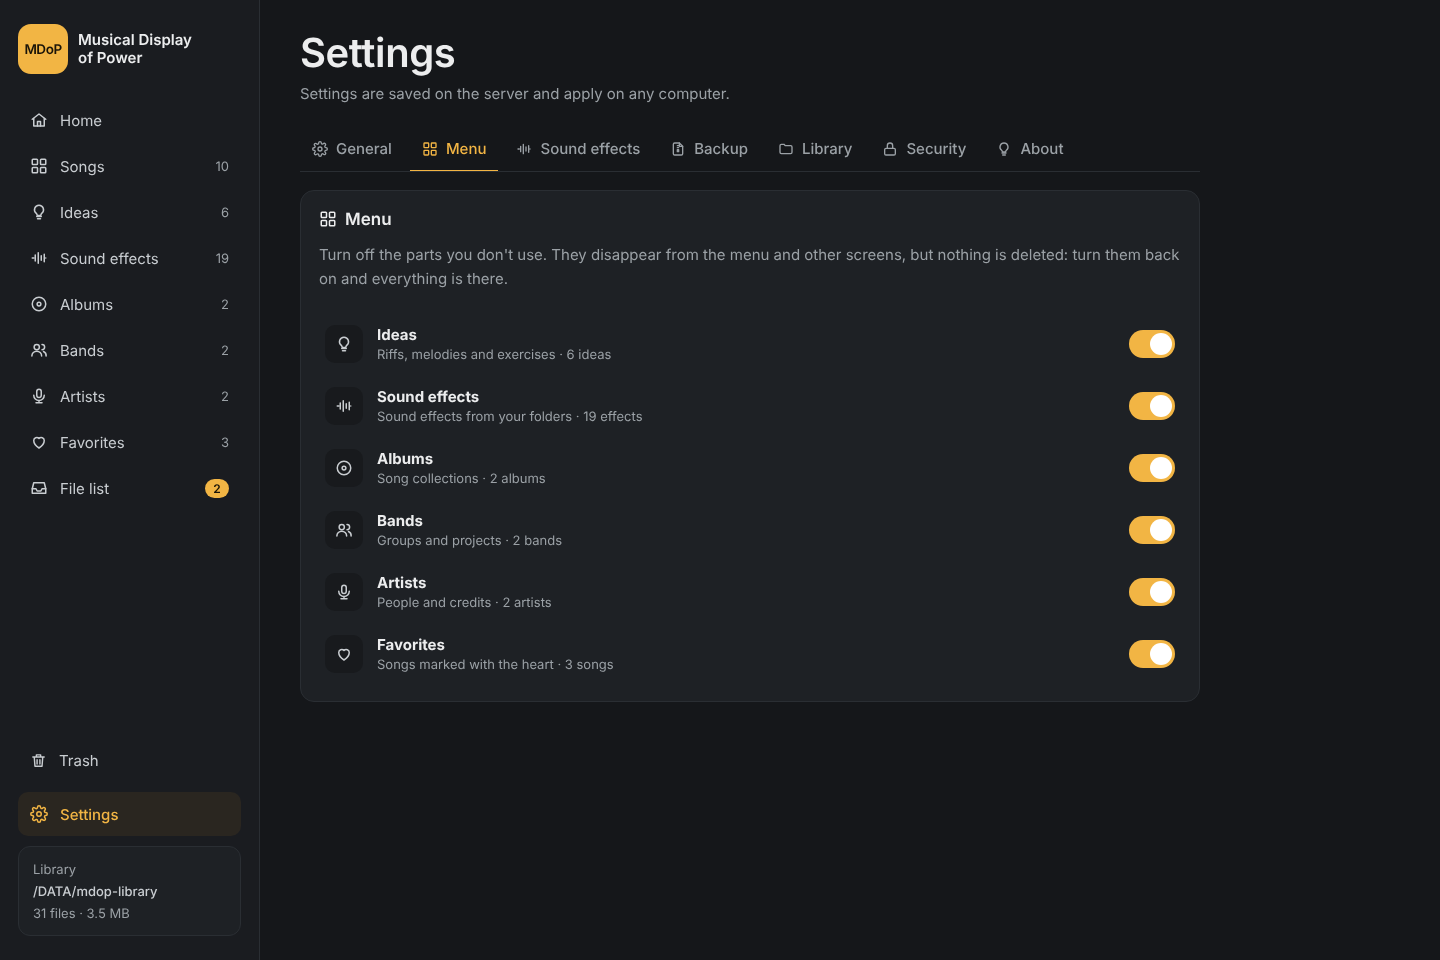 MDoP
Musical Display
of Power
Home
Songs 10
Ideas 6
Sound effects 19
Albums 2
Bands 2
Artists 2
Favorites 3
File list 2
Trash
Settings
Library
/DATA/mdop-library
31 files · 3.5 MB
Settings
Settings are saved on the server and apply on any computer.
General Menu Sound effects Backup Library Security About
Menu
Turn off the parts you don't use. They disappear from the menu and other screens, but nothing is deleted: turn them back
on and everything is there.
Ideas
Riffs, melodies and exercises · 6 ideas
Sound effects
Sound effects from your folders · 19 effects
Albums
Song collections · 2 albums
Bands
Groups and projects · 2 bands
Artists
People and credits · 2 artists
Favorites
Songs marked with the heart · 3 songs